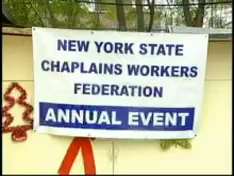 NEW YORK STATE
CHAPLAINS WORKERS
FEDERATION
ANNUAL EVENT